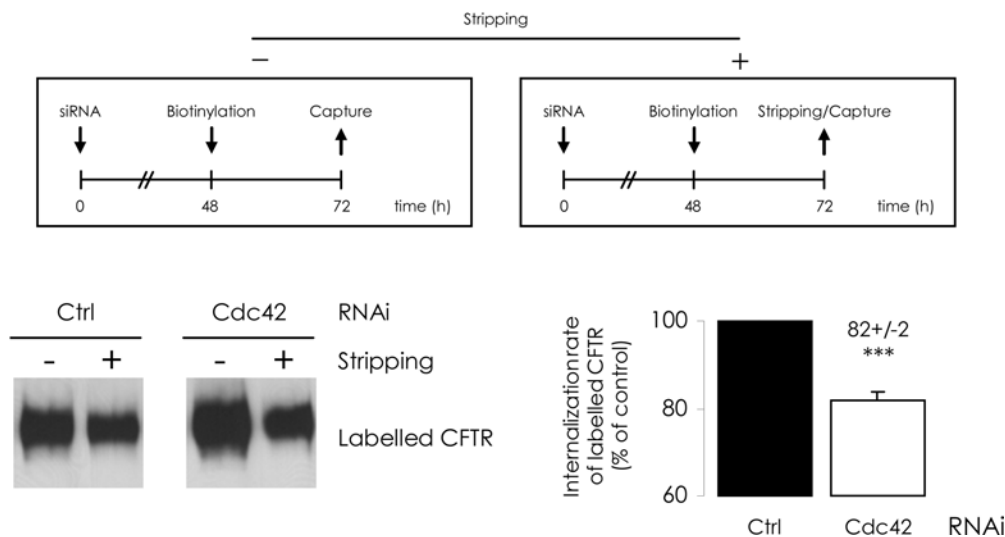 Stripping
− +
siRNA Biotinylation Capture
0 48 72 time (h)
siRNA Biotinylation Stripping/Capture
0 48 72 time (h)
Ctrl Cdc42 RNAi
- + - + Stripping
Labelled CFTR
Internalization rate
of labelled CFTR
(% of control)
100
80
60
82+/-2
***
Ctrl Cdc42 RNAi